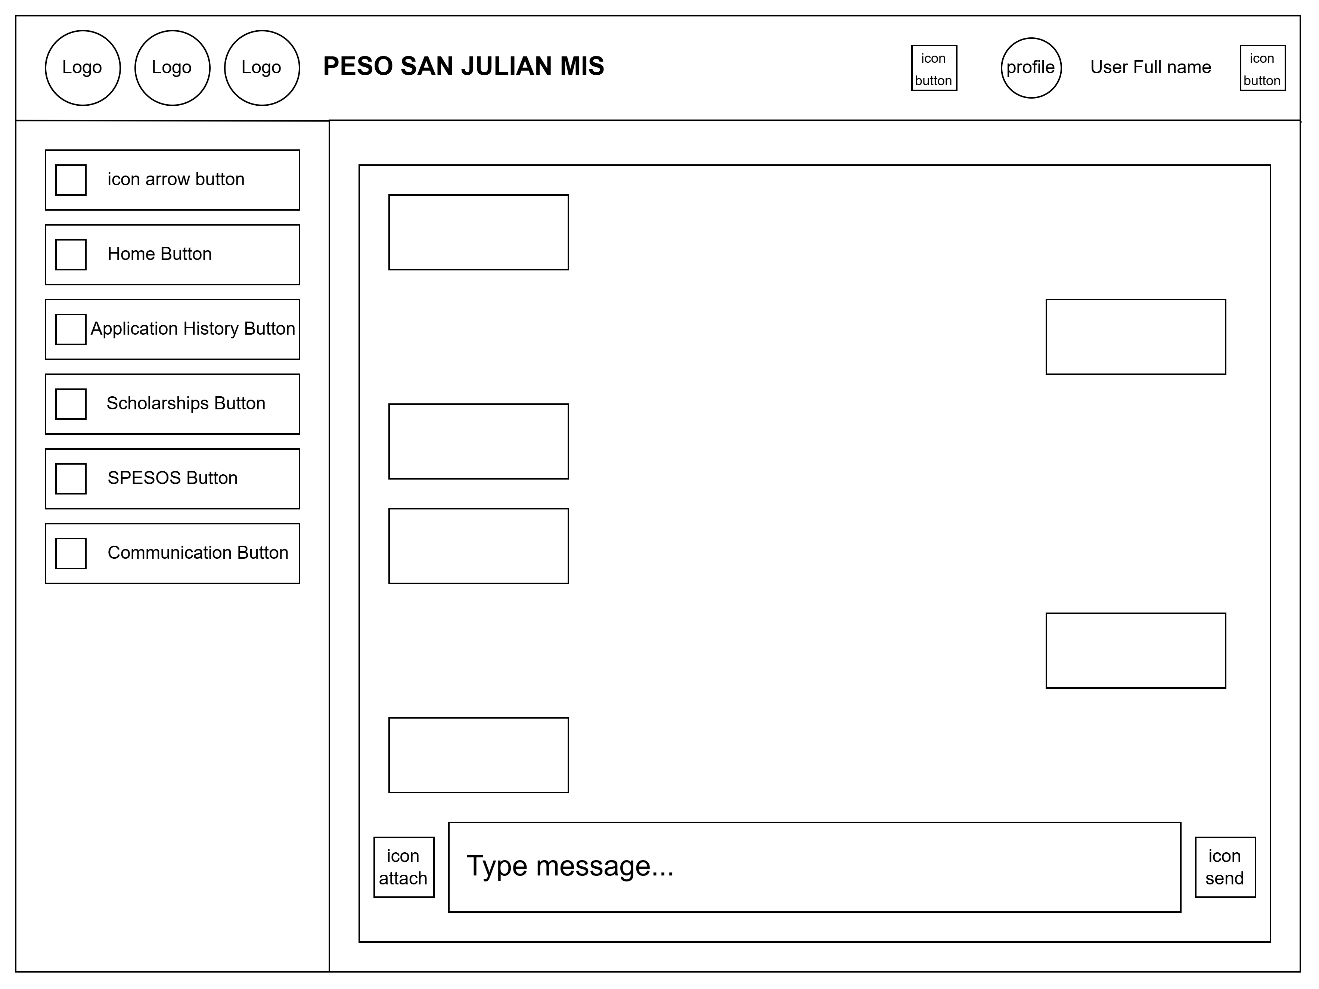 Logo
Logo
Logo
PESO SAN JULIAN MIS
icon
button
profile
User Full name
icon
button
icon arrow button
Home Button
Application History Button
Scholarships Button
SPESOS Button
Communication Button
icon
attach
Type message...
icon
send